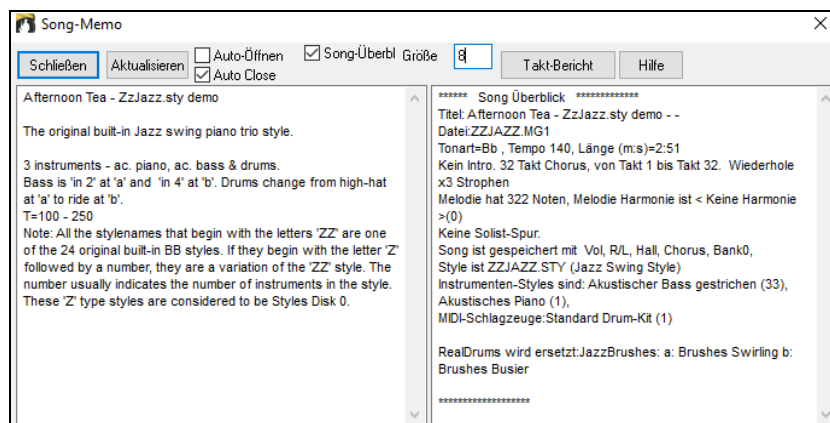 Song-Memo
Schließen
Aktualisieren
Auto-Öffnen
Auto Close
Song-Überbl
Größe
8
Takt-Bericht
Hilfe
Afternoon Tea - ZzJazz.sty demo
The original built-in Jazz swing piano trio style.
3 instruments - ac. piano, ac. bass & drums.
Bass is 'in 2' at 'a' and 'in 4' at 'b'. Drums change from high-hat
at 'a' to ride at 'b'.
T=100 - 250
Note: All the stylenames that begin with the letters 'ZZ' are one
of the 24 original built-in BB styles. If they begin with the letter 'Z'
followed by a number, they are a variation of the 'ZZ' style. The
number usually indicates the number of instruments in the style.
These 'Z' type styles are considered to be Styles Disk 0.
****** Song Überblick *************
Titel: Afternoon Tea - ZzJazz.sty demo - -
Datei:ZZJAZZ.MG1
Tonart=Bb , Tempo 140, Länge (m:s)=2:51
Kein Intro. 32 Takt Chorus, von Takt 1 bis Takt 32. Wiederhole
x3 Strophen
Melodie hat 322 Noten, Melodie Harmonie ist < Keine Harmonie
>(0)
Keine Solist-Spur.
Song ist gespeichert mit Vol, R/L, Hall, Chorus, Bank0,
Style ist ZZJAZZ.STY (Jazz Swing Style)
Instrumenten-Styles sind: Akustischer Bass gestrichen (33),
Akustisches Piano (1),
MIDI-Schlagzeuge:Standard Drum-Kit (1)
RealDrums wird ersetzt:JazzBrushes: a: Brushes Swirling b:
Brushes Busier
*******************